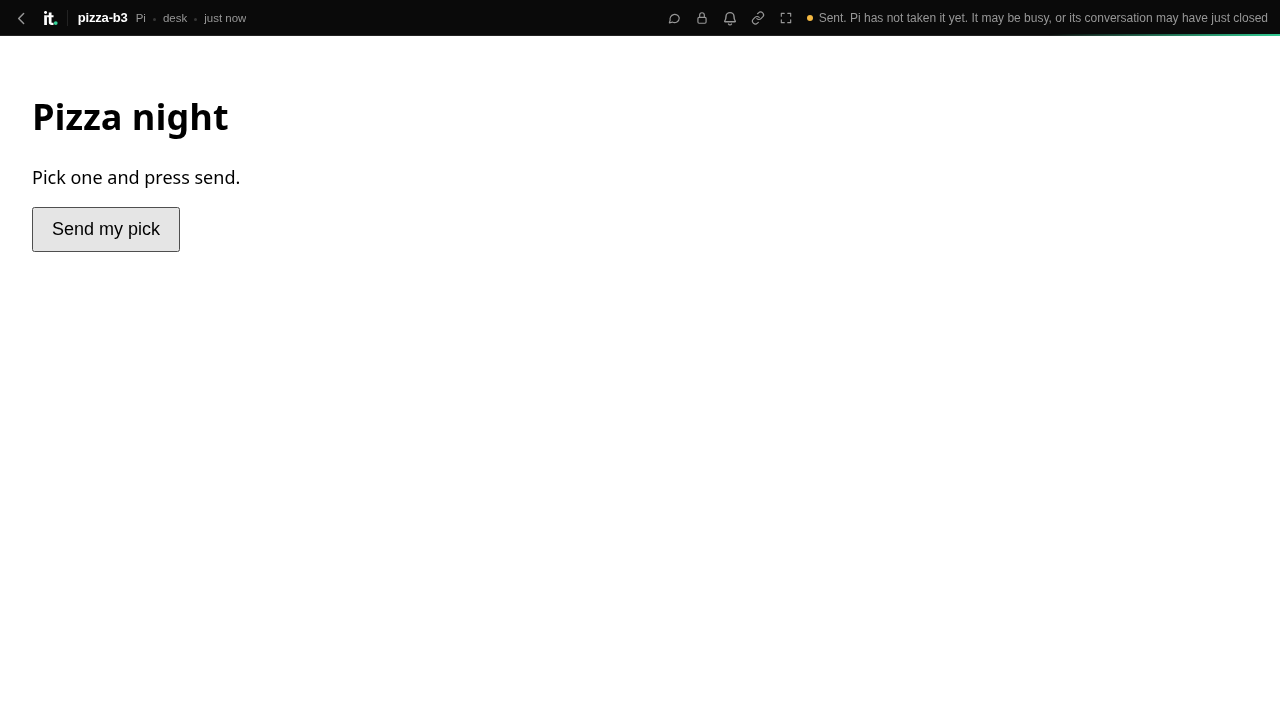 it. pizza-b3 Pi • desk • just now Sent. Pi has not taken it yet. It may be busy, or its conversation may have just closed
Pizza night
Pick one and press send.
Send my pick